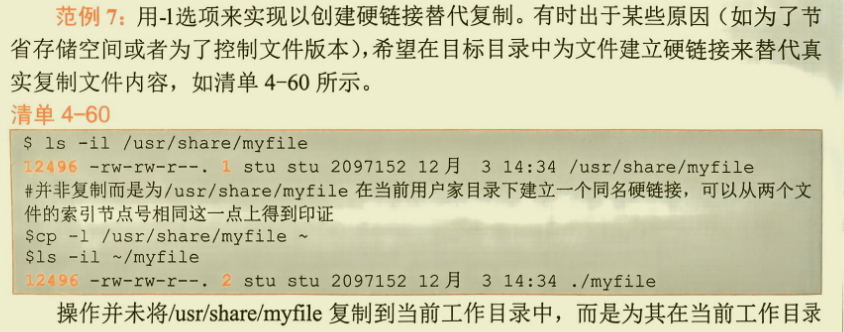 范例 7：用-l选项来实现以创建硬链接替代复制。有时出于某些原因（如为了节
省存储空间或者为了控制文件版本），希望在目标目录中为文件建立硬链接来替代真
实复制文件内容，如清单 4-60 所示。
清单 4-60
$ ls -il /usr/share/myfile
12496 -rw-rw-r--. 1 stu stu 2097152 12月  3 14:34 /usr/share/myfile
#并非复制而是为/usr/share/myfile 在当前用户家目录下建立一个同名硬链接，可以从两个文
件的索引节点号相同这一点上得到印证
$cp -l /usr/share/myfile ~
$ls -il ~/myfile
12496 -rw-rw-r--. 2 stu stu 2097152 12月  3 14:34 ./myfile
操作并未将/usr/share/myfile 复制到当前工作目录中，而是为其在当前工作目录